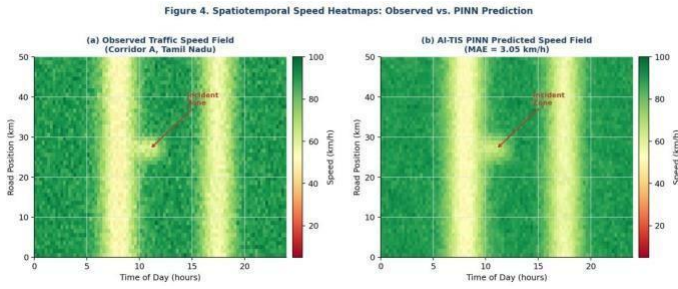 Figure 4. Spatiotemporal Speed Heatmaps: Observed vs. PINN Prediction
(a) Observed Traffic Speed Field
(Corridor A, Tamil Nadu)
50
40
30
20
10
0
Road Position (km)
Incident
Zone
0
5
10
15
20
Time of Day (hours)
100
80
60
40
20
Speed (km/h)
(b) AI-TIS PINN Predicted Speed Field
(MAE = 3.05 km/h)
50
40
30
20
10
0
Road Position (km)
Incident
Zone
0
5
10
15
20
Time of Day (hours)
100
80
60
40
20
Speed (km/h)